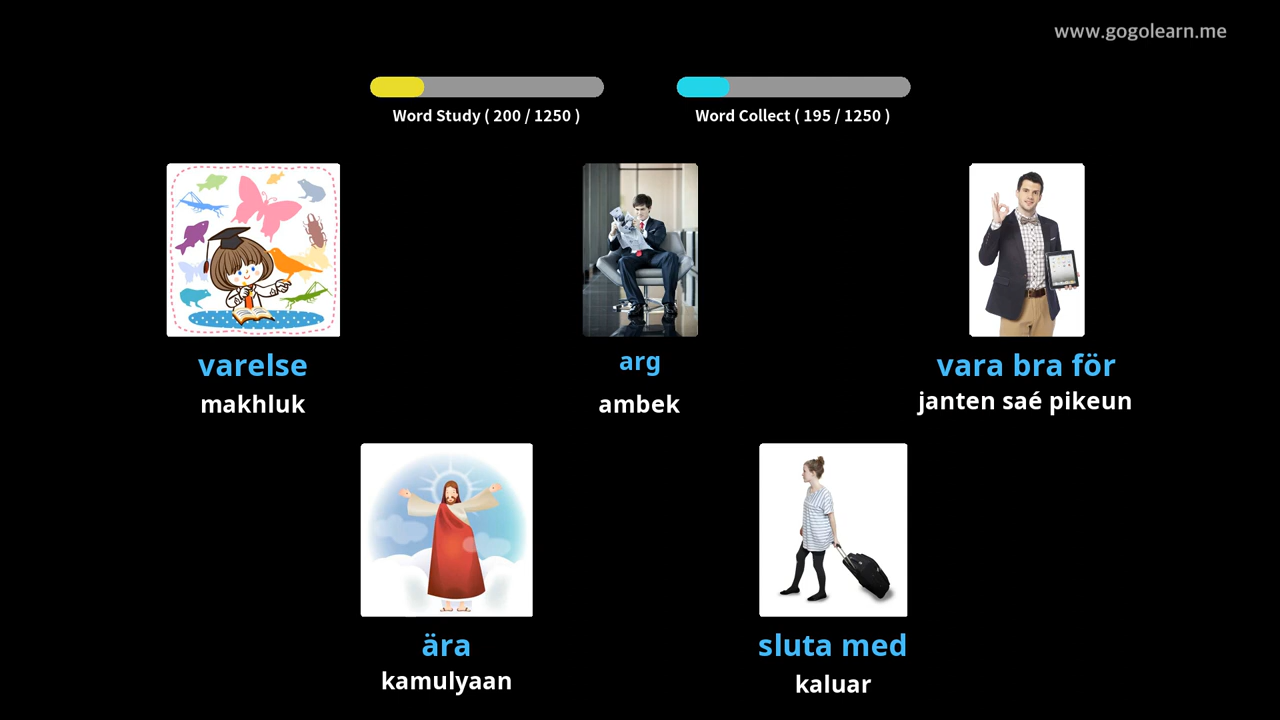 www.gogolearn.me
Word Study ( 200 / 1250 )
Word Collect ( 195 / 1250 )
varelse
makhluk
arg
ambek
vara bra för
janten saé pikeun
ära
kamulyaan
sluta med
kaluar